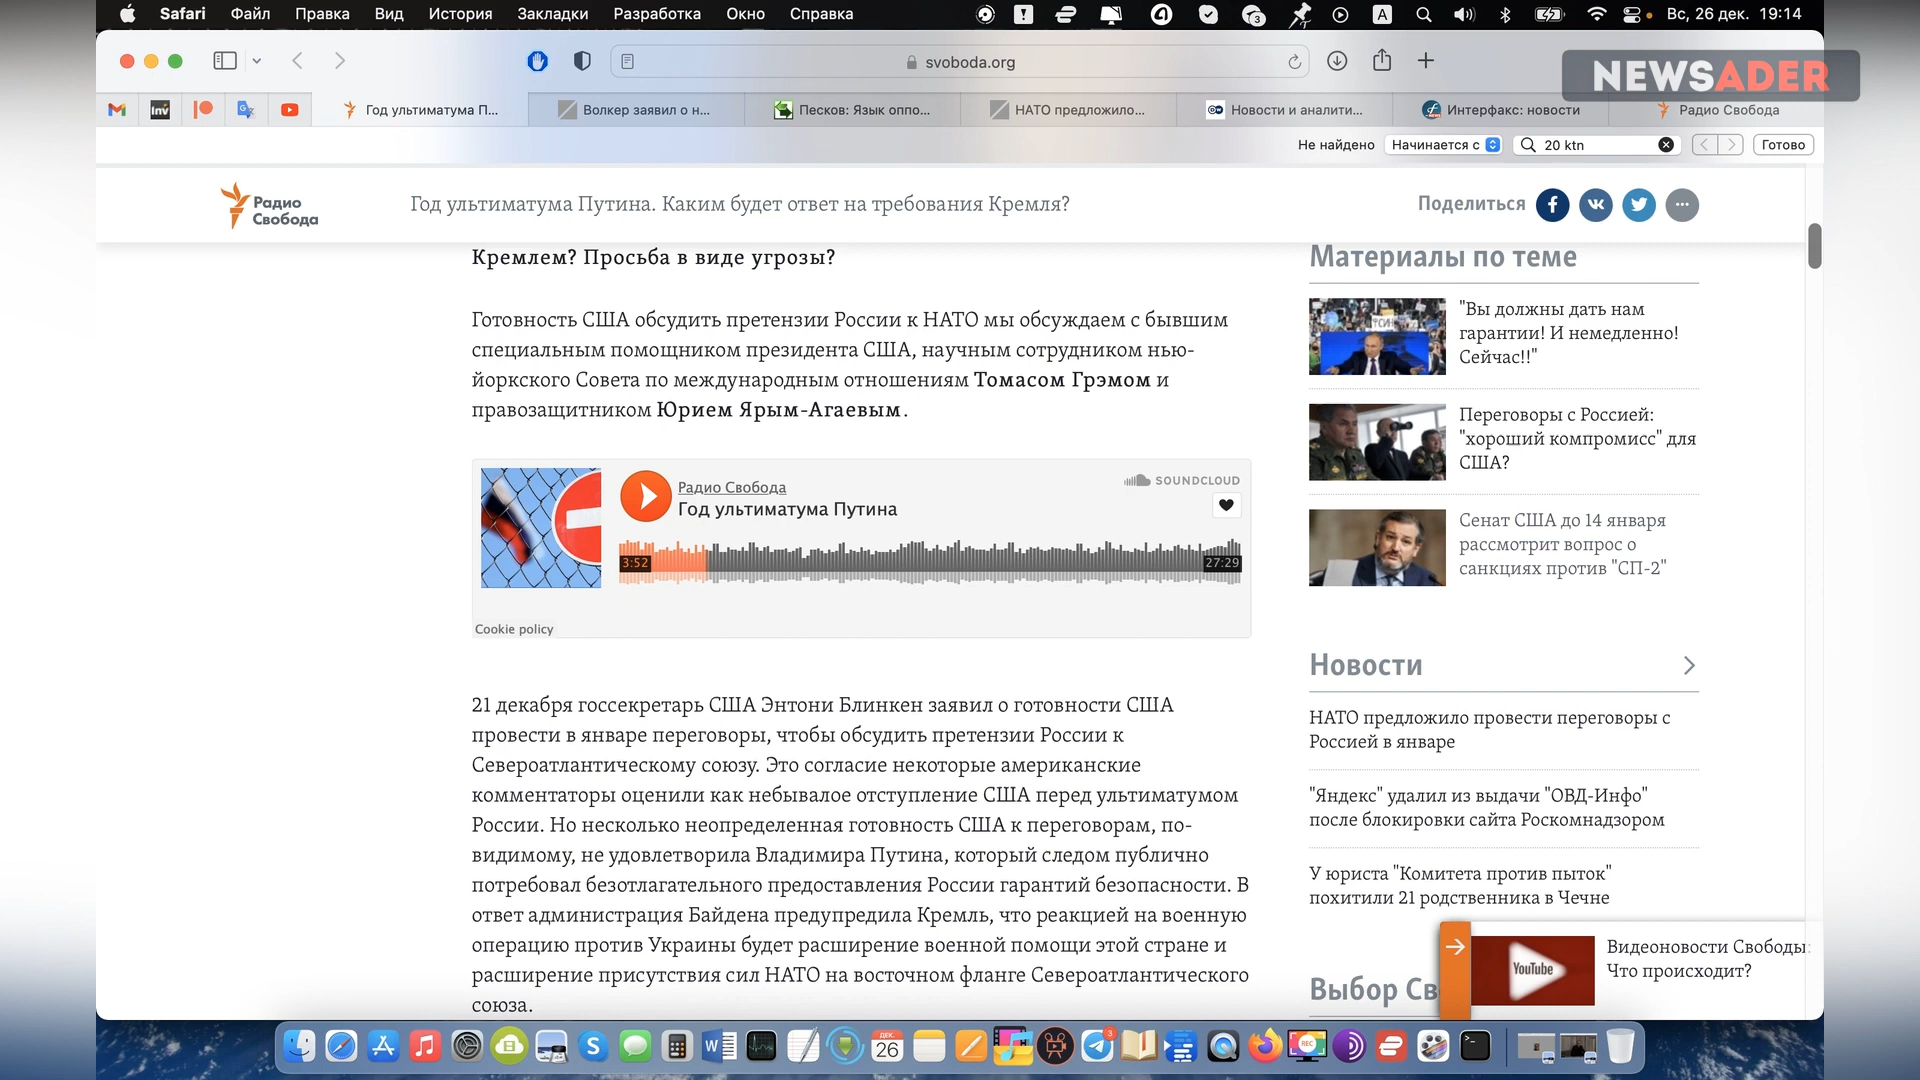 Safari Файл Правка Вид История Закладки Разработка Окно Справка 3 A Вс, 26 дек. 19:14
svoboda.org
NEWSADER
Inv Год ультиматума П... Волкер заявил о н... Песков: Язык оппо... НАТО предложило... Новости и аналити... Интерфакс: новости Радио Свобода
Не найдено Начинается с 20 ktn Готово
Радио
Свобода
Год ультиматума Путина. Каким будет ответ на требования Кремля?
Поделиться
Кремлем? Просьба в виде угрозы?
Готовность США обсудить претензии России к НАТО мы обсуждаем с бывшим
специальным помощником президента США, научным сотрудником нью-
йоркского Совета по международным отношениям Томасом Грэмом и
правозащитником Юрием Ярым-Агаевым.
Радио Свобода
Год ультиматума Путина
SOUNDCLOUD
3:52
27:29
Cookie policy
21 декабря госсекретарь США Энтони Блинкен заявил о готовности США
провести в январе переговоры, чтобы обсудить претензии России к
Североатлантическому союзу. Это согласие некоторые американские
комментаторы оценили как небывалое отступление США перед ультиматумом
России. Но несколько неопределенная готовность США к переговорам, по-
видимому, не удовлетворила Владимира Путина, который следом публично
потребовал безотлагательного предоставления России гарантий безопасности. В
ответ администрация Байдена предупредила Кремль, что реакцией на военную
операцию против Украины будет расширение военной помощи этой стране и
расширение присутствия сил НАТО на восточном фланге Североатлантического
союза.
Материалы по теме
"Вы должны дать нам
гарантии! И немедленно!
Сейчас!!"
Переговоры с Россией:
"хороший компромисс" для
США?
Сенат США до 14 января
рассмотрит вопрос о
санкциях против "СП-2"
Новости
НАТО предложило провести переговоры с
Россией в январе
"Яндекс" удалил из выдачи "ОВД-Инфо"
после блокировки сайта Роскомнадзором
У юриста "Комитета против пыток"
похитили 21 родственника в Чечне
Выбор Св
YouTube
Видеоновости Свободы:
Что происходит?
ДЕК.
26
3
REC